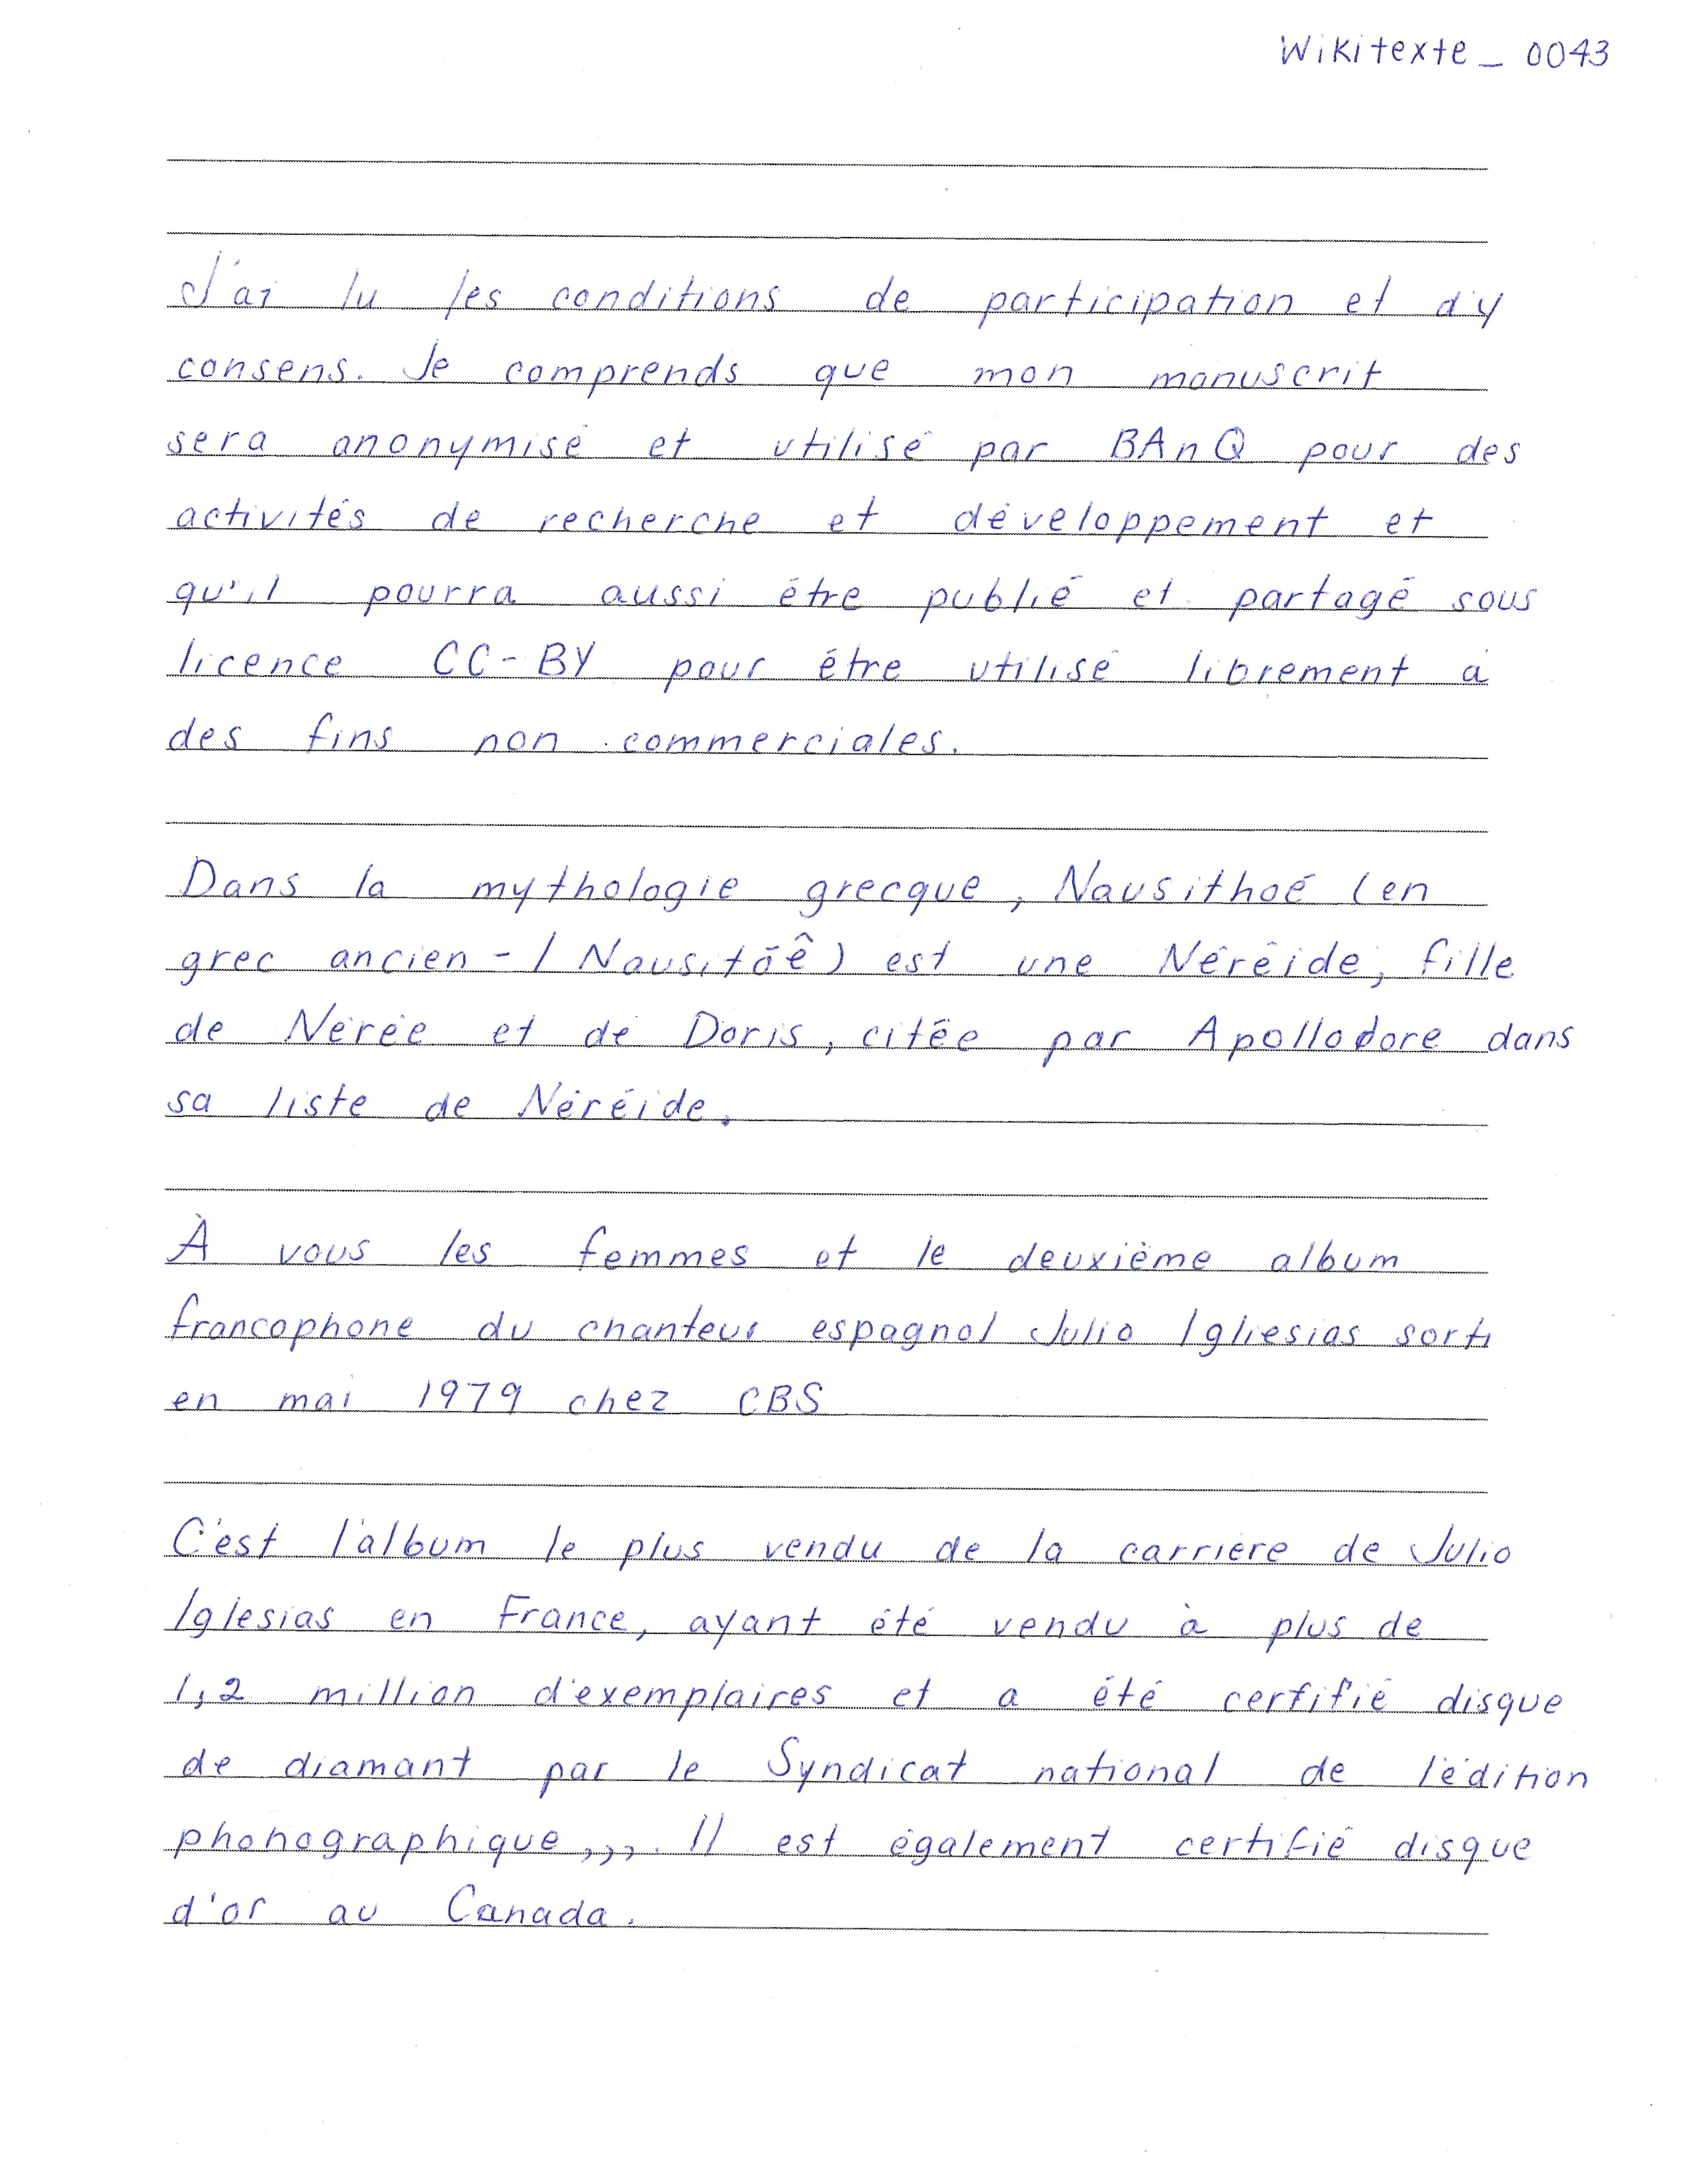 Wikitexte_0043
J'ai lu les conditions de participation et d'y
consens. Je comprends que mon manuscrit
sera anonymisé et utilisé par BAnQ pour des
activités de recherche et développement et
qu'il pourra aussi être publié et partagé sous
licence CC-BY pour être utilisé librement à
des fins non commerciales.
Dans la mythologie grecque, Nausithoé (en
grec ancien - / Nausitóê) est une Néréide, fille
de Nérée et de Doris, citée par Apollodore dans
sa liste de Néréide.
À vous les femmes et le deuxième album
francophone du chanteur espagnol Julio Igliesias sorti
en mai 1979 chez CBS
C'est l'album le plus vendu de la carrière de Julio
Iglesias en France, ayant été vendu à plus de
1,2 million d'exemplaires et a été certifié disque
de diamant par le Syndicat national de l'édition
phonographique,,,. Il est également certifié disque
d'or au Canada.